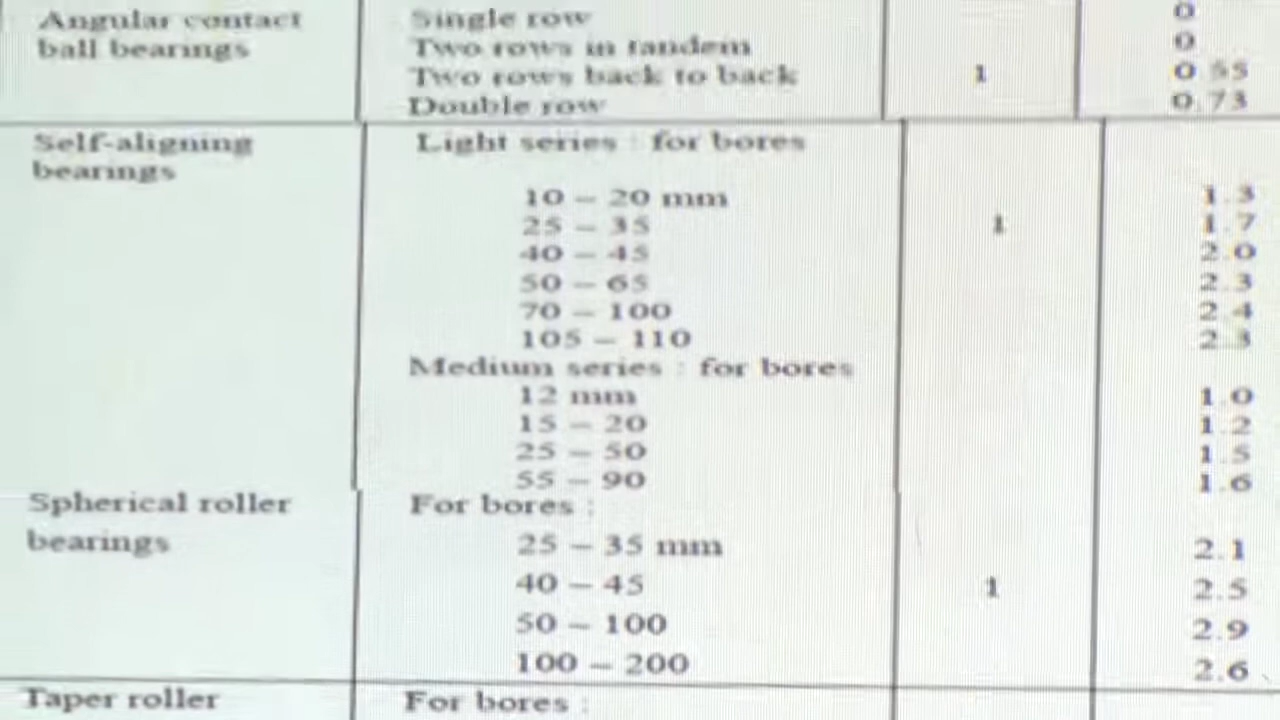 Angular contact Single row 0
ball bearings Two rows in tandem 0
Two rows back to back 1 0.55
Double row 0.73
Self-aligning Light series : for bores
bearings
10 – 20 mm 1.3
25 – 35 1 1.7
40 – 45 2.0
50 – 65 2.3
70 – 100 2.4
105 – 110 2.3
Medium series : for bores
12 mm 1.0
15 – 20 1.2
25 – 50 1.5
55 – 90 1.6
Spherical roller For bores :
bearings 25 – 35 mm 2.1
40 – 45 1 2.5
50 – 100 2.9
100 – 200 2.6
Taper roller For bores :